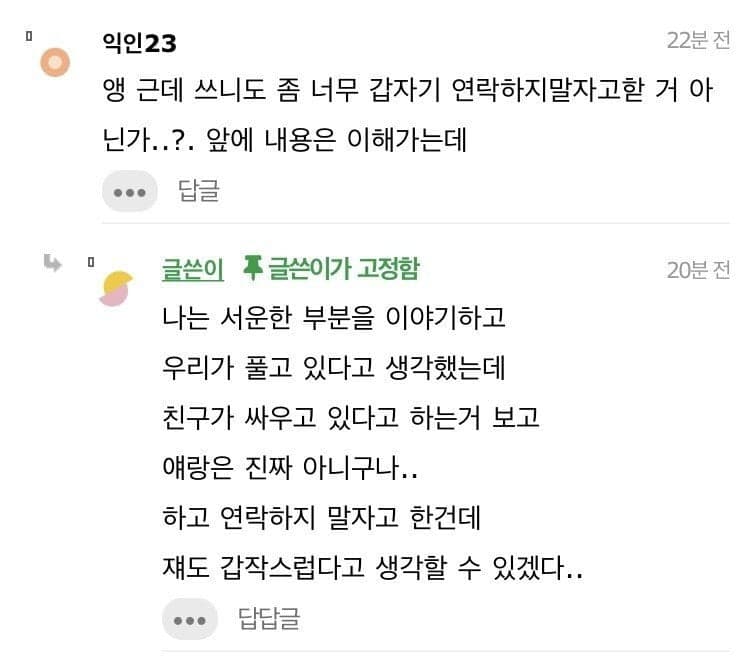 익인23
22분 전
앵 근데 쓰니도 좀 너무 갑자기 연락하지말자고핟 거 아
닌가..?. 앞에 내용은 이해가는데
••• 답글
글쓴이 글쓴이가 고정함
20분 전
나는 서운한 부분을 이야기하고
우리가 풀고 있다고 생각했는데
친구가 싸우고 있다고 하는거 보고
얘랑은 진짜 아니구나..
하고 연락하지 말자고 한건데
쟤도 갑작스럽다고 생각할 수 있겠다..
••• 답답글